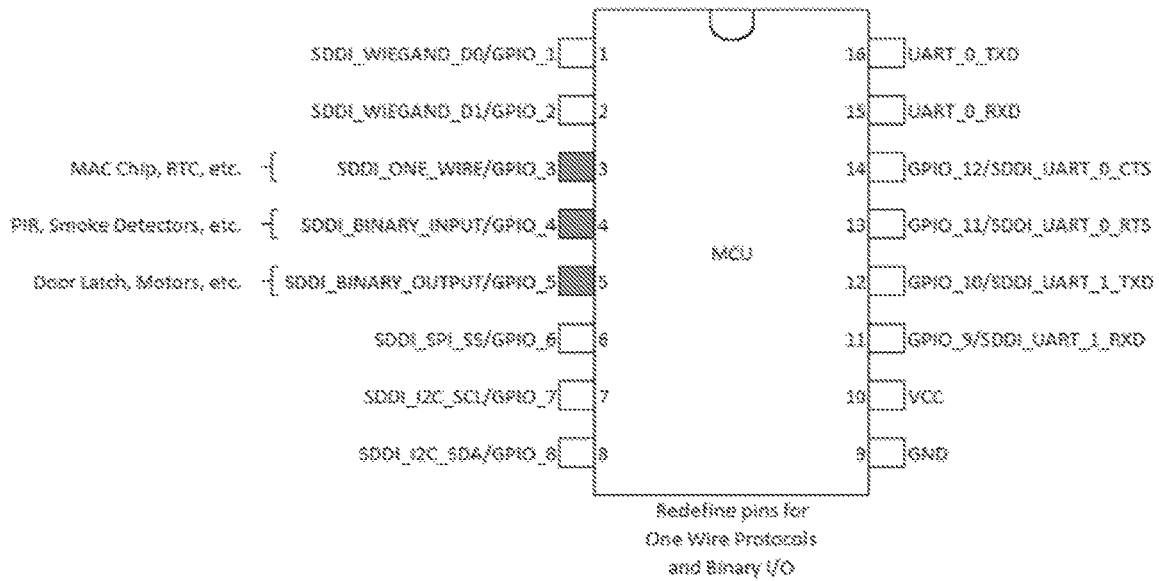 SDDI_WIEGAND_D0/GPIO_1 1 16 UART_0_TXD
SDDI_WIEGAND_D1/GPIO_2 2 15 UART_0_RXD
MAC Chip, RTC, etc. { SDDI_ONE_WIRE/GPIO_3 3 14 GPIO_12/SDDI_UART_0_CTS
PIR, Smoke Detectors, etc. { SDDI_BINARY_INPUT/GPIO_4 4 13 GPIO_11/SDDI_UART_0_RTS
MCU
Door Latch, Motors, etc. { SDDI_BINARY_OUTPUT/GPIO_5 5 12 GPIO_10/SDDI_UART_1_TXD
SDDI_SPI_SS/GPIO_6 6 11 GPIO_9/SDDI_UART_1_RXD
SDDI_I2C_SCL/GPIO_7 7 10 VCC
SDDI_I2C_SDA/GPIO_8 8 9 GND
Redefine pins for
One Wire Protocols
and Binary I/O